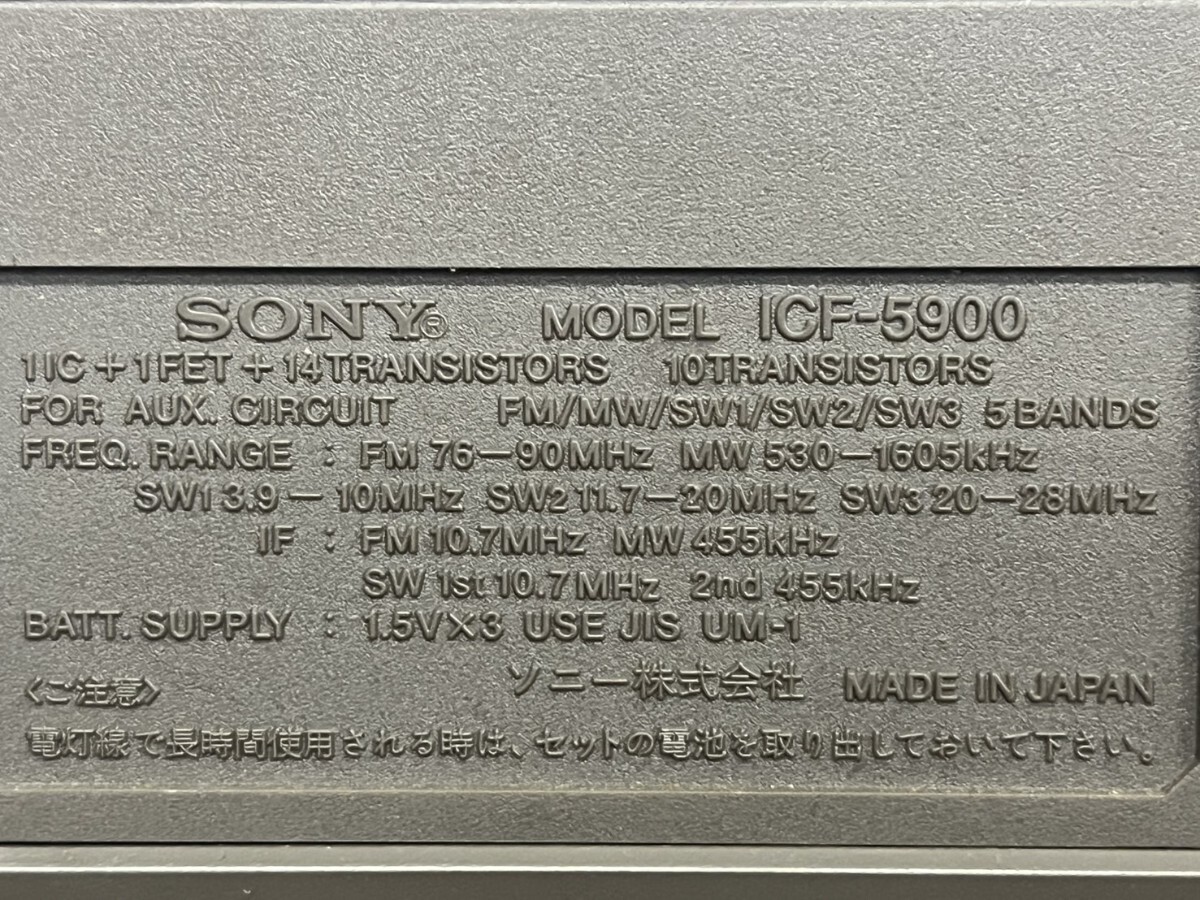 SONY® MODEL ICF-5900
1IC + 1FET + 14TRANSISTORS 10TRANSISTORS
FOR AUX. CIRCUIT FM/MW/SW1/SW2/SW3 5BANDS
FREQ. RANGE : FM 76-90MHz MW 530-1605kHz
SW1 3.9-10MHz SW2 11.7-20MHz SW3 20-28MHz
IF : FM 10.7MHz MW 455kHz
SW 1st 10.7MHz 2nd 455kHz
BATT. SUPPLY : 1.5V×3 USE JIS UM-1
ソニー株式会社 MADE IN JAPAN
〈ご注意〉
電灯線で長時間使用される時は、セットの電池を取り出しておいて下さい。